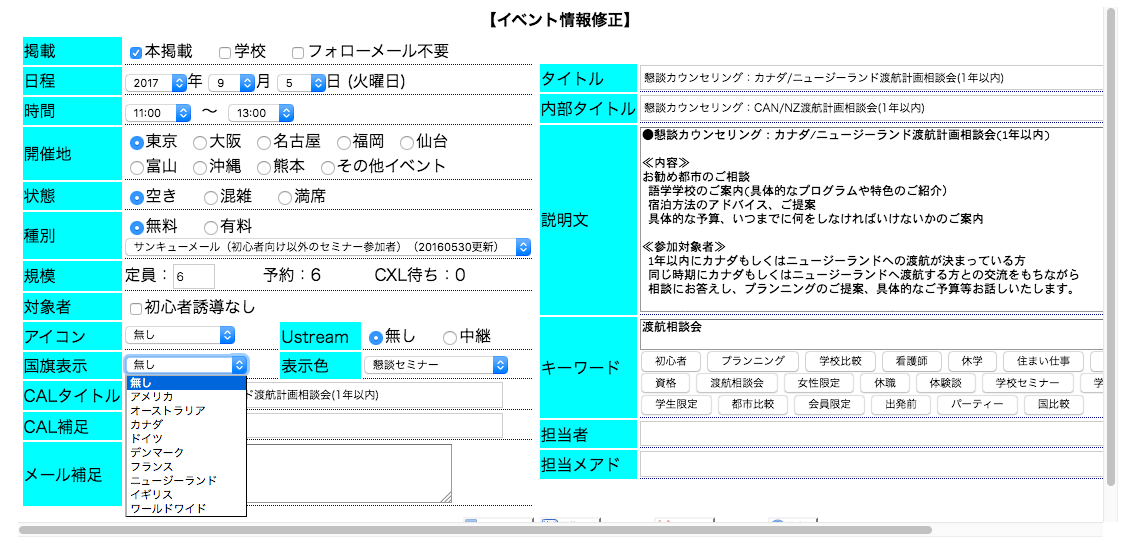 【イベント情報修正】
掲載 本掲載 学校 フォローメール不要
日程 2017 年 9 月 5 日 (火曜日)
時間 11:00 〜 13:00
開催地 東京 大阪 名古屋 福岡 仙台
富山 沖縄 熊本 その他イベント
状態 空き 混雑 満席
種別 無料 有料
サンキューメール（初心者向け以外のセミナー参加者）（20160530更新）
規模 定員：6 予約：6 CXL待ち：0
対象者 初心者誘導なし
アイコン 無し Ustream 無し 中継
国旗表示 無し 表示色 懇談セミナー
無し
アメリカ
オーストラリア
カナダ
ドイツ
デンマーク
フランス
ニュージーランド
イギリス
ワールドワイド
CALタイトル ド渡航計画相談会(1年以内)
CAL補足
メール補足
タイトル 懇談カウンセリング：カナダ/ニュージーランド渡航計画相談会(1年以内)
内部タイトル 懇談カウンセリング：CAN/NZ渡航計画相談会(1年以内)
説明文
●懇談カウンセリング：カナダ/ニュージーランド渡航計画相談会(1年以内)
≪内容≫
お勧め都市のご相談
語学学校のご案内(具体的なプログラムや特色のご紹介）
宿泊方法のアドバイス、ご提案
具体的な予算、いつまでに何をしなければいけないかのご案内
≪参加対象者≫
1年以内にカナダもしくはニュージーランドへの渡航が決まっている方
同じ時期にカナダもしくはニュージーランドへ渡航する方との交流をもちながら
相談にお答えし、プランニングのご提案、具体的なご予算等お話しいたします。
キーワード
渡航相談会
初心者 プランニング 学校比較 看護師 休学 住まい仕事
資格 渡航相談会 女性限定 休職 体験談 学校セミナー 学
学生限定 都市比較 会員限定 出発前 パーティー 国比較
担当者
担当メアド